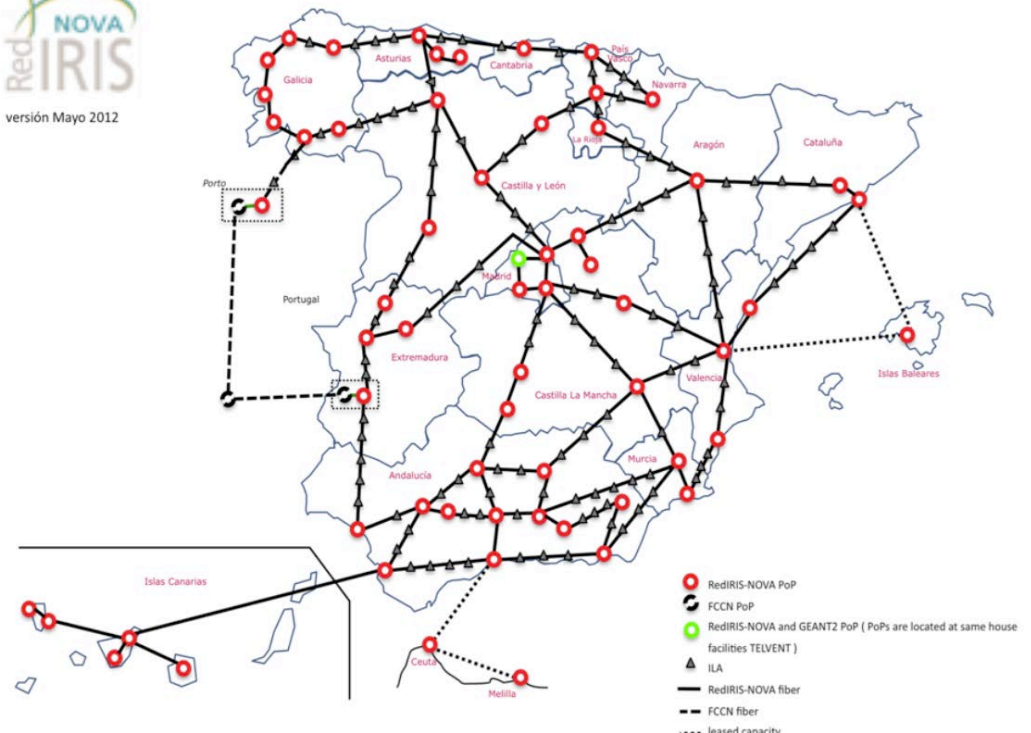 NOVA
RedIRIS
versión Mayo 2012
País
Vasco
Asturias
Cantabria
Galicia
Navarra
La Rioja
Aragón
Cataluña
Porto
Castilla y León
Madrid
Portugal
Extremadura
Castilla La Mancha
Valencia
Islas Baleares
Murcia
Andalucía
Islas Canarias
Ceuta
Melilla
RedIRIS-NOVA PoP
FCCN PoP
RedIRIS-NOVA and GEANT2 PoP ( PoPs are located at same house
facilities TELVENT )
ILA
RedIRIS-NOVA fiber
FCCN fiber
leased capacity